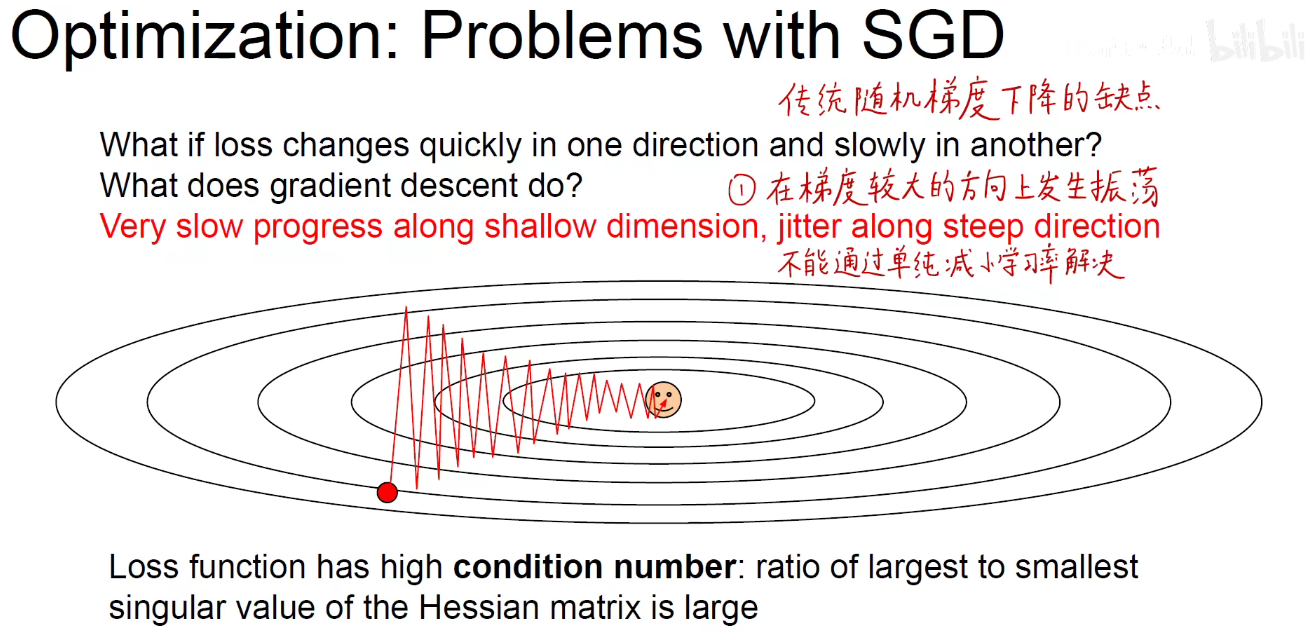 Optimization: Problems with SGD
bilibili
传统随机梯度下降的缺点
What if loss changes quickly in one direction and slowly in another?
What does gradient descent do?
① 在梯度较大的方向上发生振荡
Very slow progress along shallow dimension, jitter along steep direction
不能通过单纯减小学习率解决
Loss function has high condition number: ratio of largest to smallest
singular value of the Hessian matrix is large